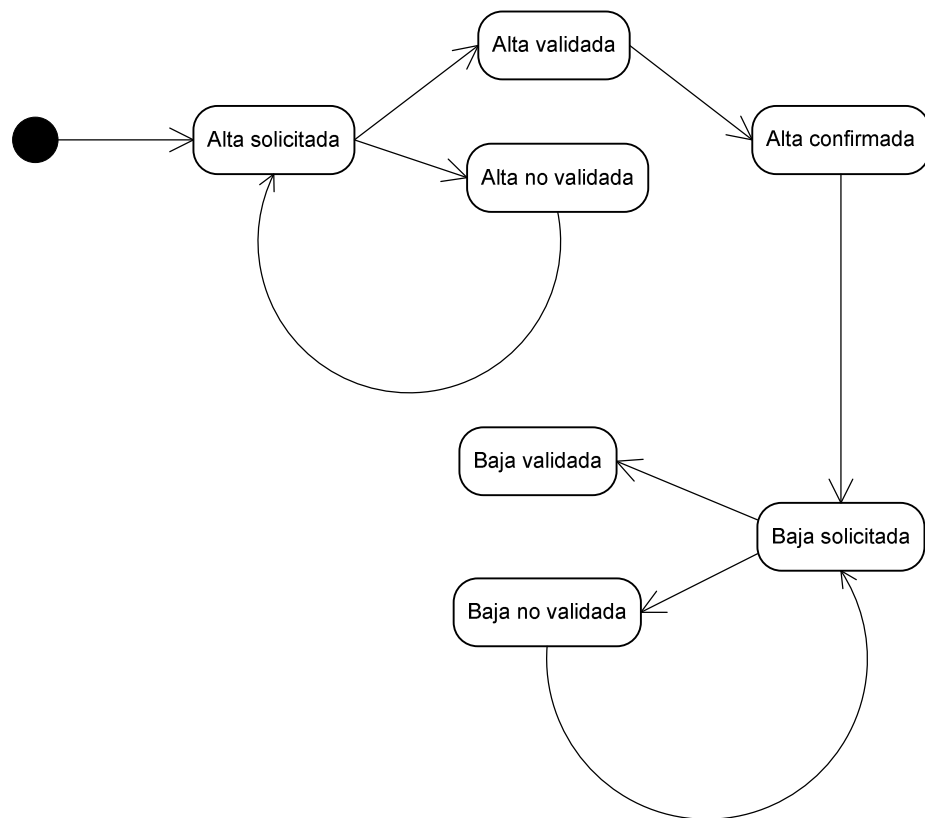 Alta validada
Alta solicitada
Alta confirmada
Alta no validada
Baja validada
Baja solicitada
Baja no validada